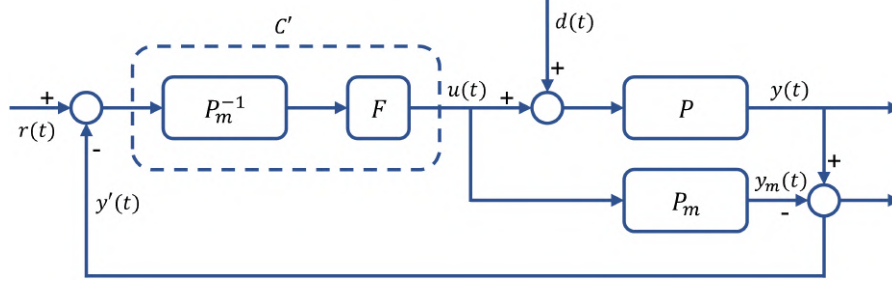 C′
d(t)
+
+
r(t)
-
P_m^{-1}
F
u(t)
+
P
y(t)
+
y′(t)
P_m
y_m(t)
-